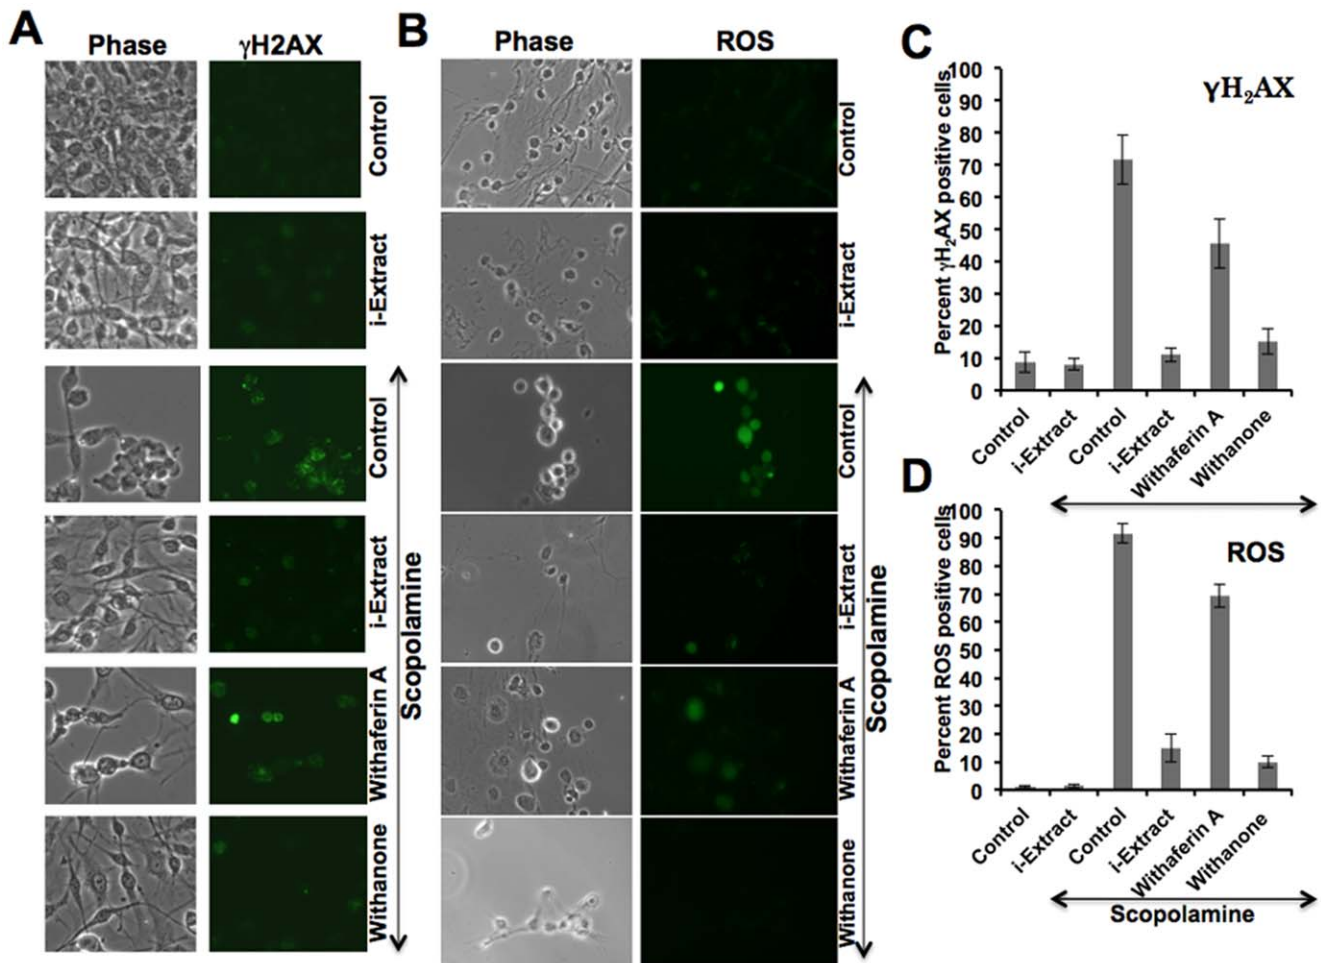 A
Phase
γH2AX
Control
i-Extract
Control
i-Extract
Withaferin A
Withanone
Scopolamine
B
Phase
ROS
Control
i-Extract
Control
i-Extract
Withaferin A
Withanone
Scopolamine
C
γH₂AX
Percent γH₂AX positive cells
100
90
80
70
60
50
40
30
20
10
0
Control
i-Extract
Control
i-Extract
Withaferin A
Withanone
D
ROS
Percent ROS positive cells
100
90
80
70
60
50
40
30
20
10
0
Control
i-Extract
Control
i-Extract
Withaferin A
Withanone
Scopolamine